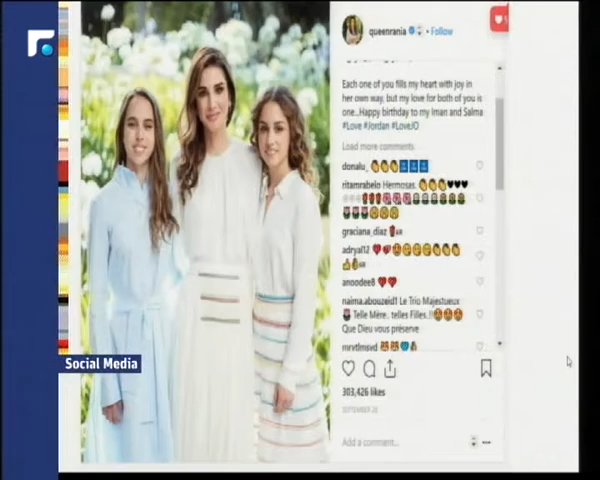 queenrania • Follow
Each one of you fills my heart with joy in
her own way, but my love for both of you is
one..Happy birthday to my Iman and Salma
#Love #Jordan #LoveJO
Load more comments
donalu_ 👏👏👏
ritamrabelo Hermosas. 👏👏👏🖤🖤🖤
graciana_diaz
adryal12
anoodee8 ❤️❤️
naima.abouzeid1 Le Trio Majestueux
Telle Mère.. telles Filles.!!
Que Dieu vous préserve
mrvtlmsvd
Social Media
303,426 likes
SEPTEMBER 26
Add a comment...